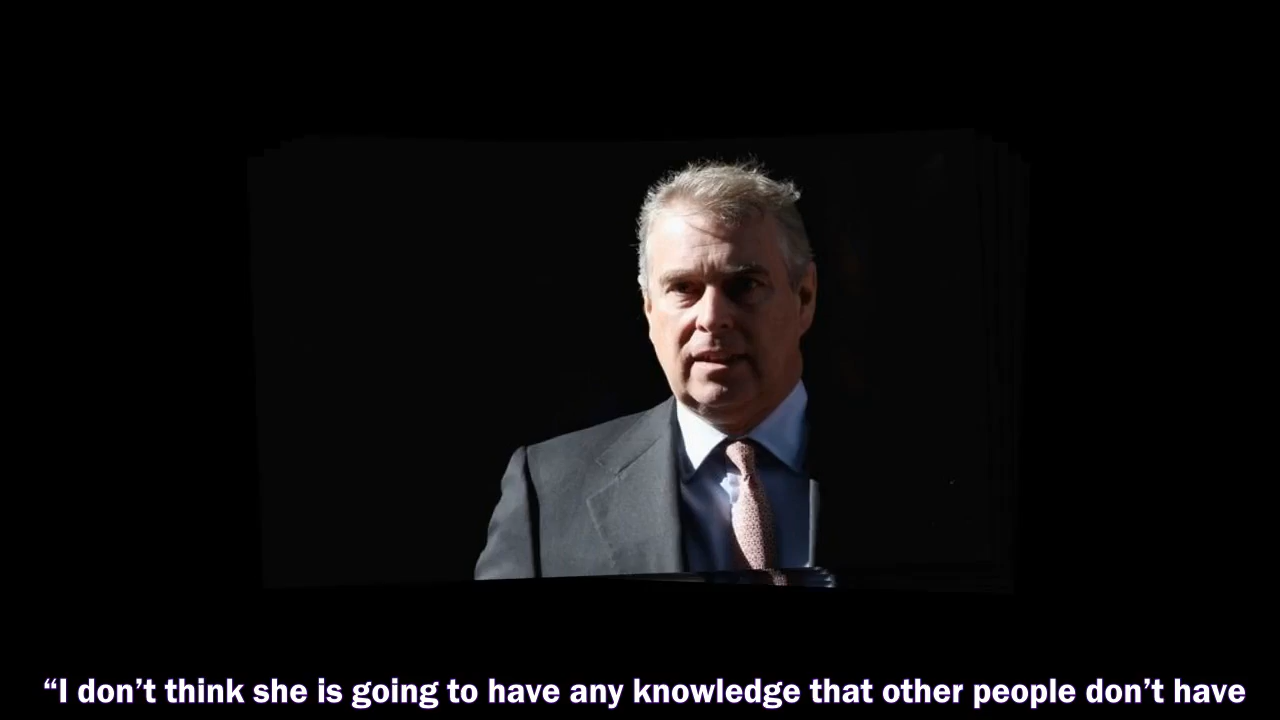 “I don’t think she is going to have any knowledge that other people don’t have